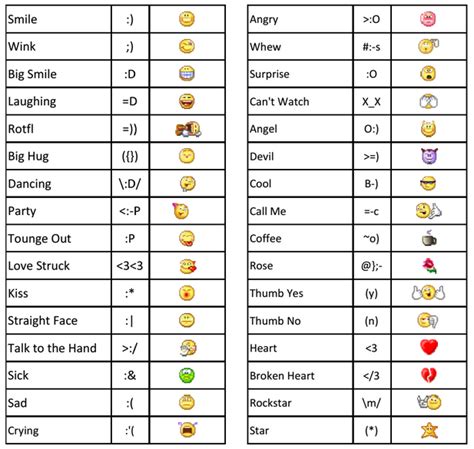 Smile :)
Wink ;)
Big Smile :D
Laughing =D
Rotfl =))
Big Hug ({})
Dancing \:D/
Party <:-P
Tounge Out :P
Love Struck <3<3
Kiss :*
Straight Face :|
Talk to the Hand >:/
Sick :&
Sad :(
Crying :'(
Angry >:O
Whew #:-s
Surprise :O
Can't Watch X_X
Angel O:)
Devil >=)
Cool B-)
Call Me =-c
Coffee ~o)
Rose @};-
Thumb Yes (y)
Thumb No (n)
Heart <3
Broken Heart </3
Rockstar \m/
Star (*)